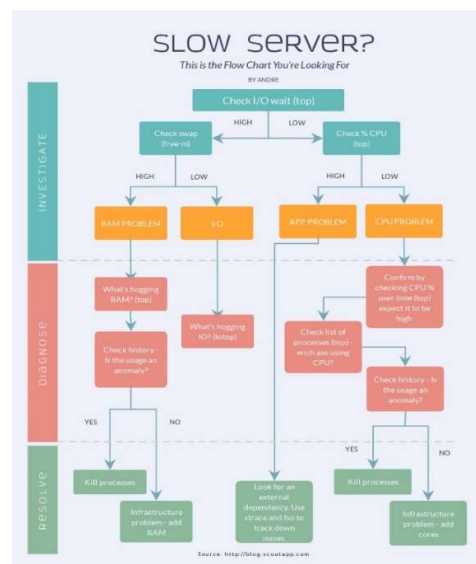 SLOW SERVER?
This is the Flow Chart You're Looking For
BY ANDRE
INVESTIGATE
Check I/O wait (top)
HIGH
LOW
Check swap
(free-m)
Check % CPU
(top)
HIGH
LOW
HIGH
LOW
RAM PROBLEM
I/O
APP PROBLEM
CPU PROBLEM
DIAGNOSE
What's hogging
RAM? (top)
What's hogging
IO? (iotop)
Confirm by
checking CPU %
user time (top)
expect it to be
high
Check list of
processes (top) -
wich ase using
CPU?
Check history -
Is the usage an
anomaly?
Check history - Is
the usage an
anomaly?
YES
NO
YES
NO
RESOLVE
Kill processes
Infrastructure
problem - add
RAM
Look for an
external
dependancy. Use
strace and lso to
track down
issues.
Kill processes
Infrastructure
problem - add
cores
Source: http://blog.scoutapp.com